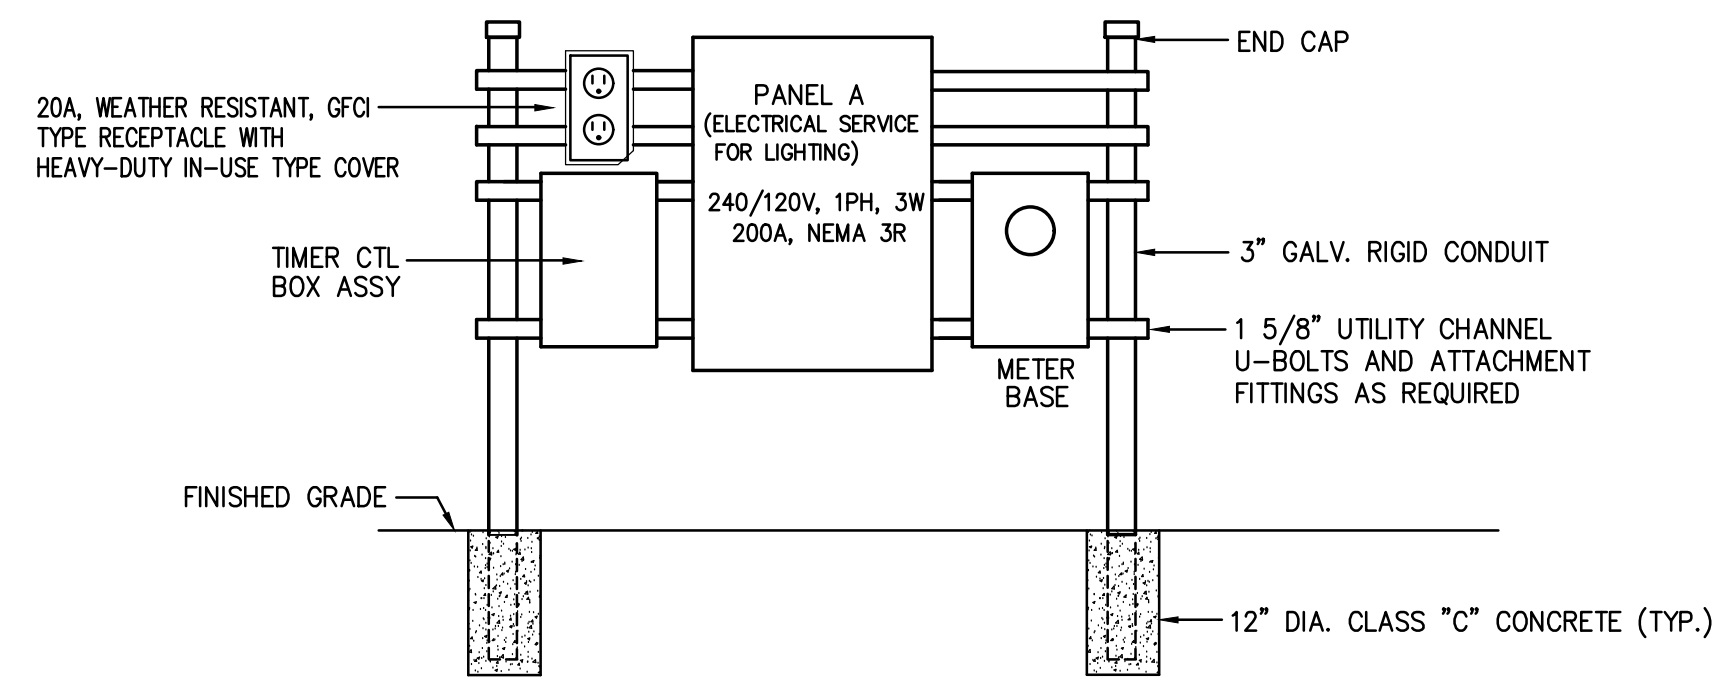 END CAP
20A, WEATHER RESISTANT, GFCI
TYPE RECEPTACLE WITH
HEAVY-DUTY IN-USE TYPE COVER
PANEL A
(ELECTRICAL SERVICE
FOR LIGHTING)
240/120V, 1PH, 3W
200A, NEMA 3R
TIMER CTL
BOX ASSY
3" GALV. RIGID CONDUIT
1 5/8" UTILITY CHANNEL
U-BOLTS AND ATTACHMENT
FITTINGS AS REQUIRED
METER
BASE
FINISHED GRADE
12" DIA. CLASS "C" CONCRETE (TYP.)